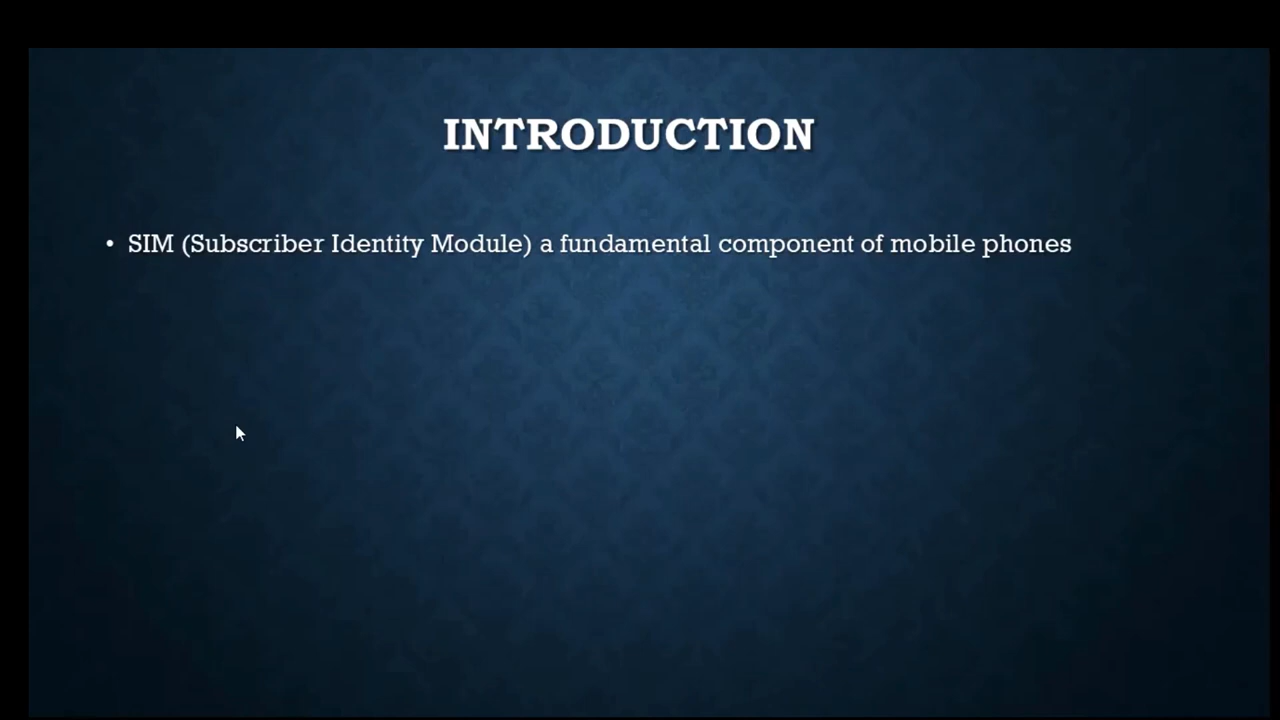 INTRODUCTION
• SIM (Subscriber Identity Module) a fundamental component of mobile phones